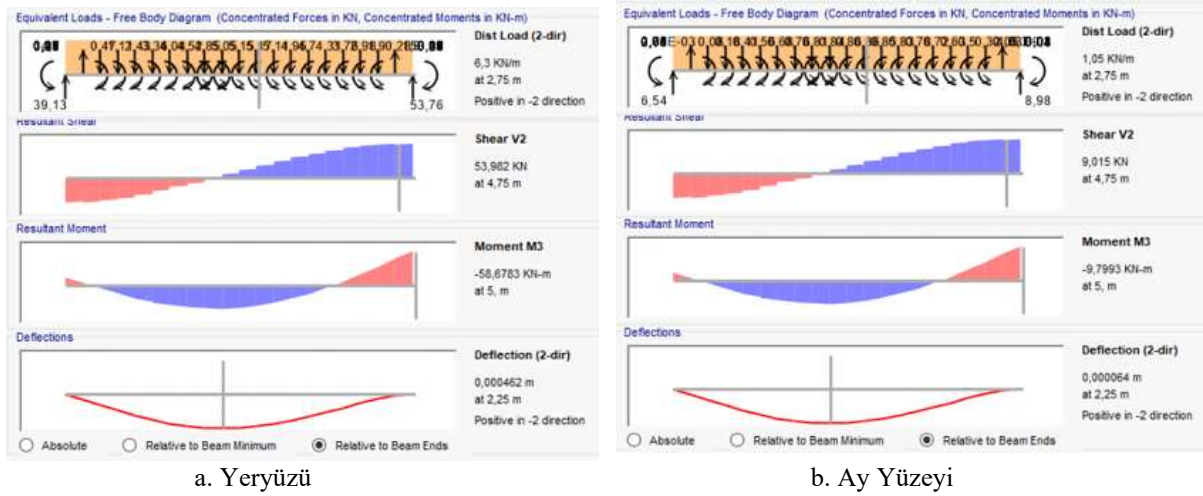 Equivalent Loads - Free Body Diagram (Concentrated Forces in KN, Concentrated Moments in KN-m)
39,13
53,76
Dist Load (2-dir)
6,3 KN/m
at 2,75 m
Positive in -2 direction
Resultant Shear
Shear V2
53,982 KN
at 4,75 m
Resultant Moment
Moment M3
-58,6783 KN-m
at 5, m
Deflections
Deflection (2-dir)
0,000462 m
at 2,25 m
Positive in -2 direction
Absolute Relative to Beam Minimum Relative to Beam Ends
a. Yeryüzü
Equivalent Loads - Free Body Diagram (Concentrated Forces in KN, Concentrated Moments in KN-m)
6,54
8,98
Dist Load (2-dir)
1,05 KN/m
at 2,75 m
Positive in -2 direction
Resultant Shear
Shear V2
9,015 KN
at 4,75 m
Resultant Moment
Moment M3
-9,7993 KN-m
at 5, m
Deflections
Deflection (2-dir)
0,000064 m
at 2,25 m
Positive in -2 direction
Absolute Relative to Beam Minimum Relative to Beam Ends
b. Ay Yüzeyi